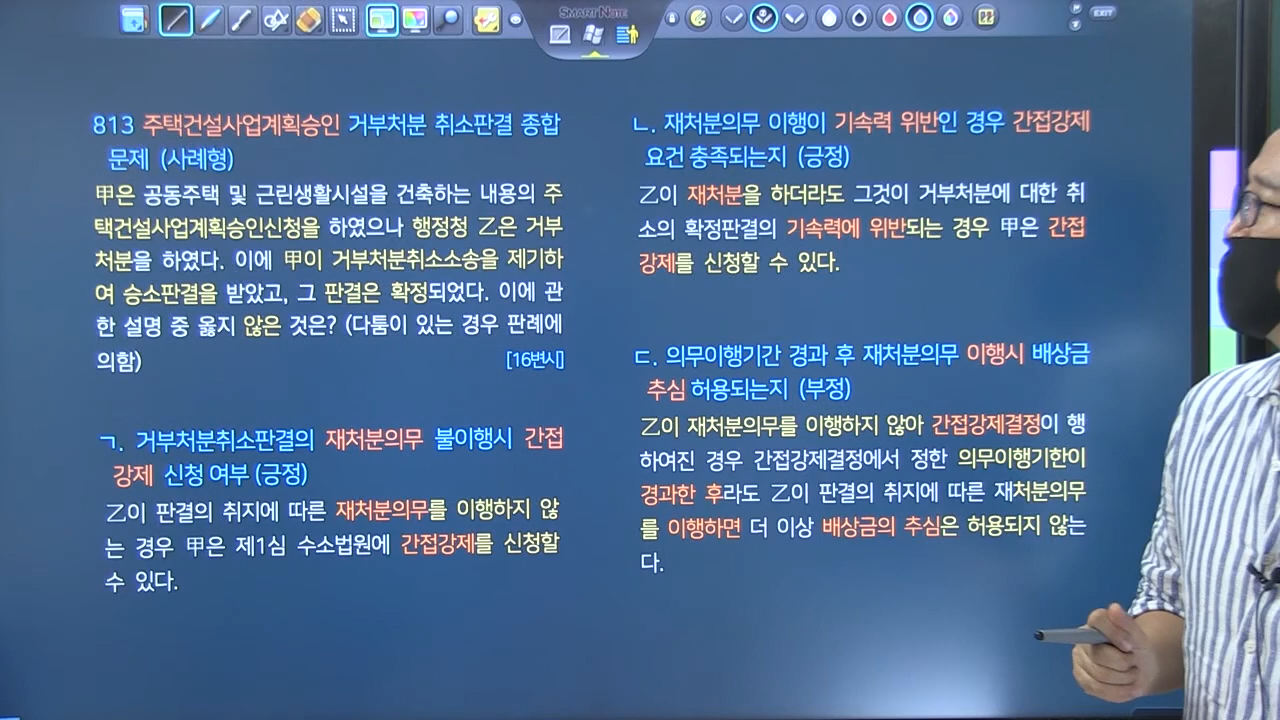 SMART NOTE
EXIT
813 主택건설사업계획승인 거부처분 취소판결 종합
문제 (사례형)
甲은 공동주택 및 근린생활시설을 건축하는 내용의 주
택건설사업계획승인신청을 하였으나 행정청 乙은 거부
처분을 하였다. 이에 甲이 거부처분취소소송을 제기하
여 승소판결을 받았고, 그 판결은 확정되었다. 이에 관
한 설명 중 옳지 않은 것은? (다툼이 있는 경우 판례에
의함)
[16변시]
ㄱ. 거부처분취소판결의 재처분의무 불이행시 간접
강제 신청 여부 (긍정)
乙이 판결의 취지에 따른 재처분의무를 이행하지 않
는 경우 甲은 제1심 수소법원에 간접강제를 신청할
수 있다.
ㄴ. 재처분의무 이행이 기속력 위반인 경우 간접강제
요건 충족되는지 (긍정)
乙이 재처분을 하더라도 그것이 거부처분에 대한 취
소의 확정판결의 기속력에 위반되는 경우 甲은 간접
강제를 신청할 수 있다.
ㄷ. 의무이행기간 경과 후 재처분의무 이행시 배상금
추심 허용되는지 (부정)
乙이 재처분의무를 이행하지 않아 간접강제결정이 행
하여진 경우 간접강제결정에서 정한 의무이행기한이
경과한 후라도 乙이 판결의 취지에 따른 재처분의무
를 이행하면 더 이상 배상금의 추심은 허용되지 않는
다.